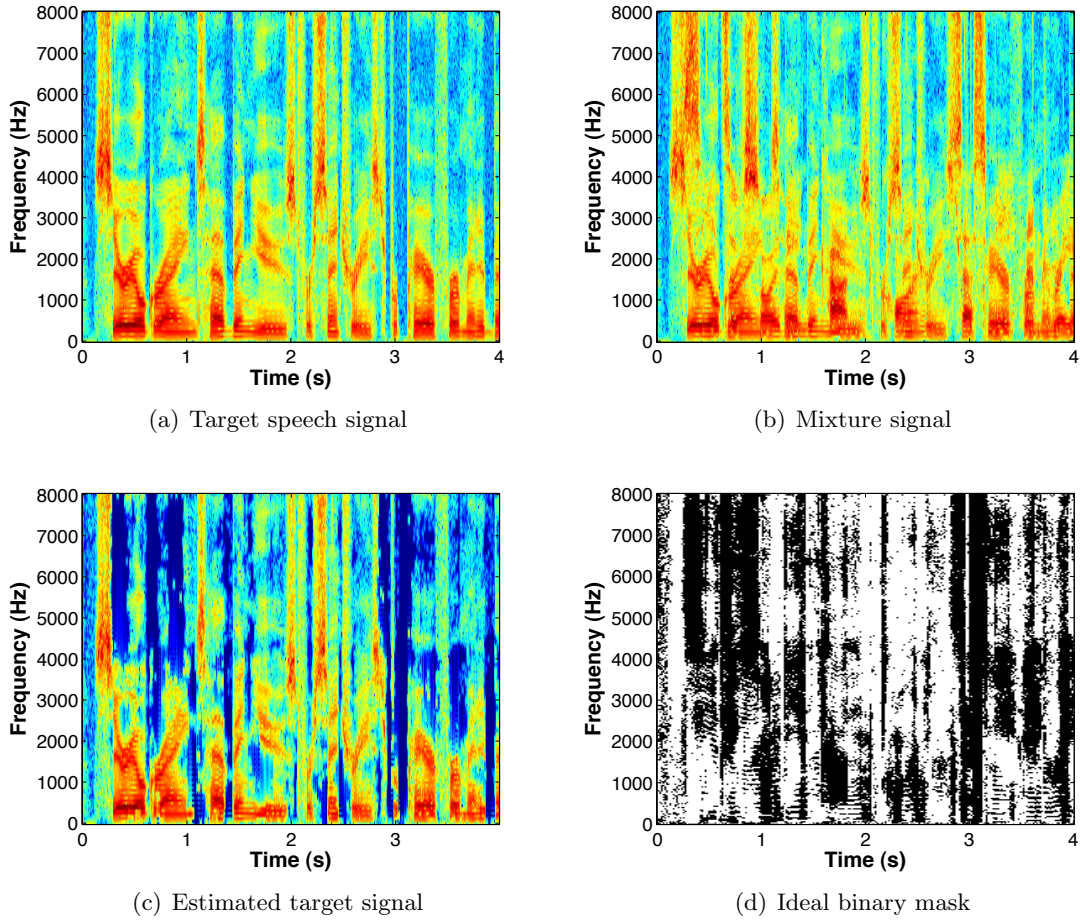 8000
7000
6000
5000
4000
3000
2000
1000
0
Frequency (Hz)
0 1 2 3 4
Time (s)
(a) Target speech signal
8000
7000
6000
5000
4000
3000
2000
1000
0
Frequency (Hz)
0 1 2 3 4
Time (s)
(b) Mixture signal
8000
7000
6000
5000
4000
3000
2000
1000
0
Frequency (Hz)
0 1 2 3
Time (s)
(c) Estimated target signal
8000
7000
6000
5000
4000
3000
2000
1000
0
Frequency (Hz)
0 1 2 3 4
Time (s)
(d) Ideal binary mask